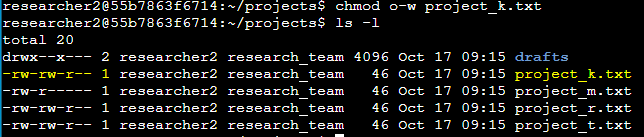 researcher2@55b7863f6714:~/projects$ chmod o-w project_k.txt
researcher2@55b7863f6714:~/projects$ ls -l
total 20
drwx--x--- 2 researcher2 research_team 4096 Oct 17 09:15 drafts
-rw-rw-r-- 1 researcher2 research_team   46 Oct 17 09:15 project_k.txt
-rw-r----- 1 researcher2 research_team   46 Oct 17 09:15 project_m.txt
-rw-rw-r-- 1 researcher2 research_team   46 Oct 17 09:15 project_r.txt
-rw-rw-r-- 1 researcher2 research_team   46 Oct 17 09:15 project_t.txt